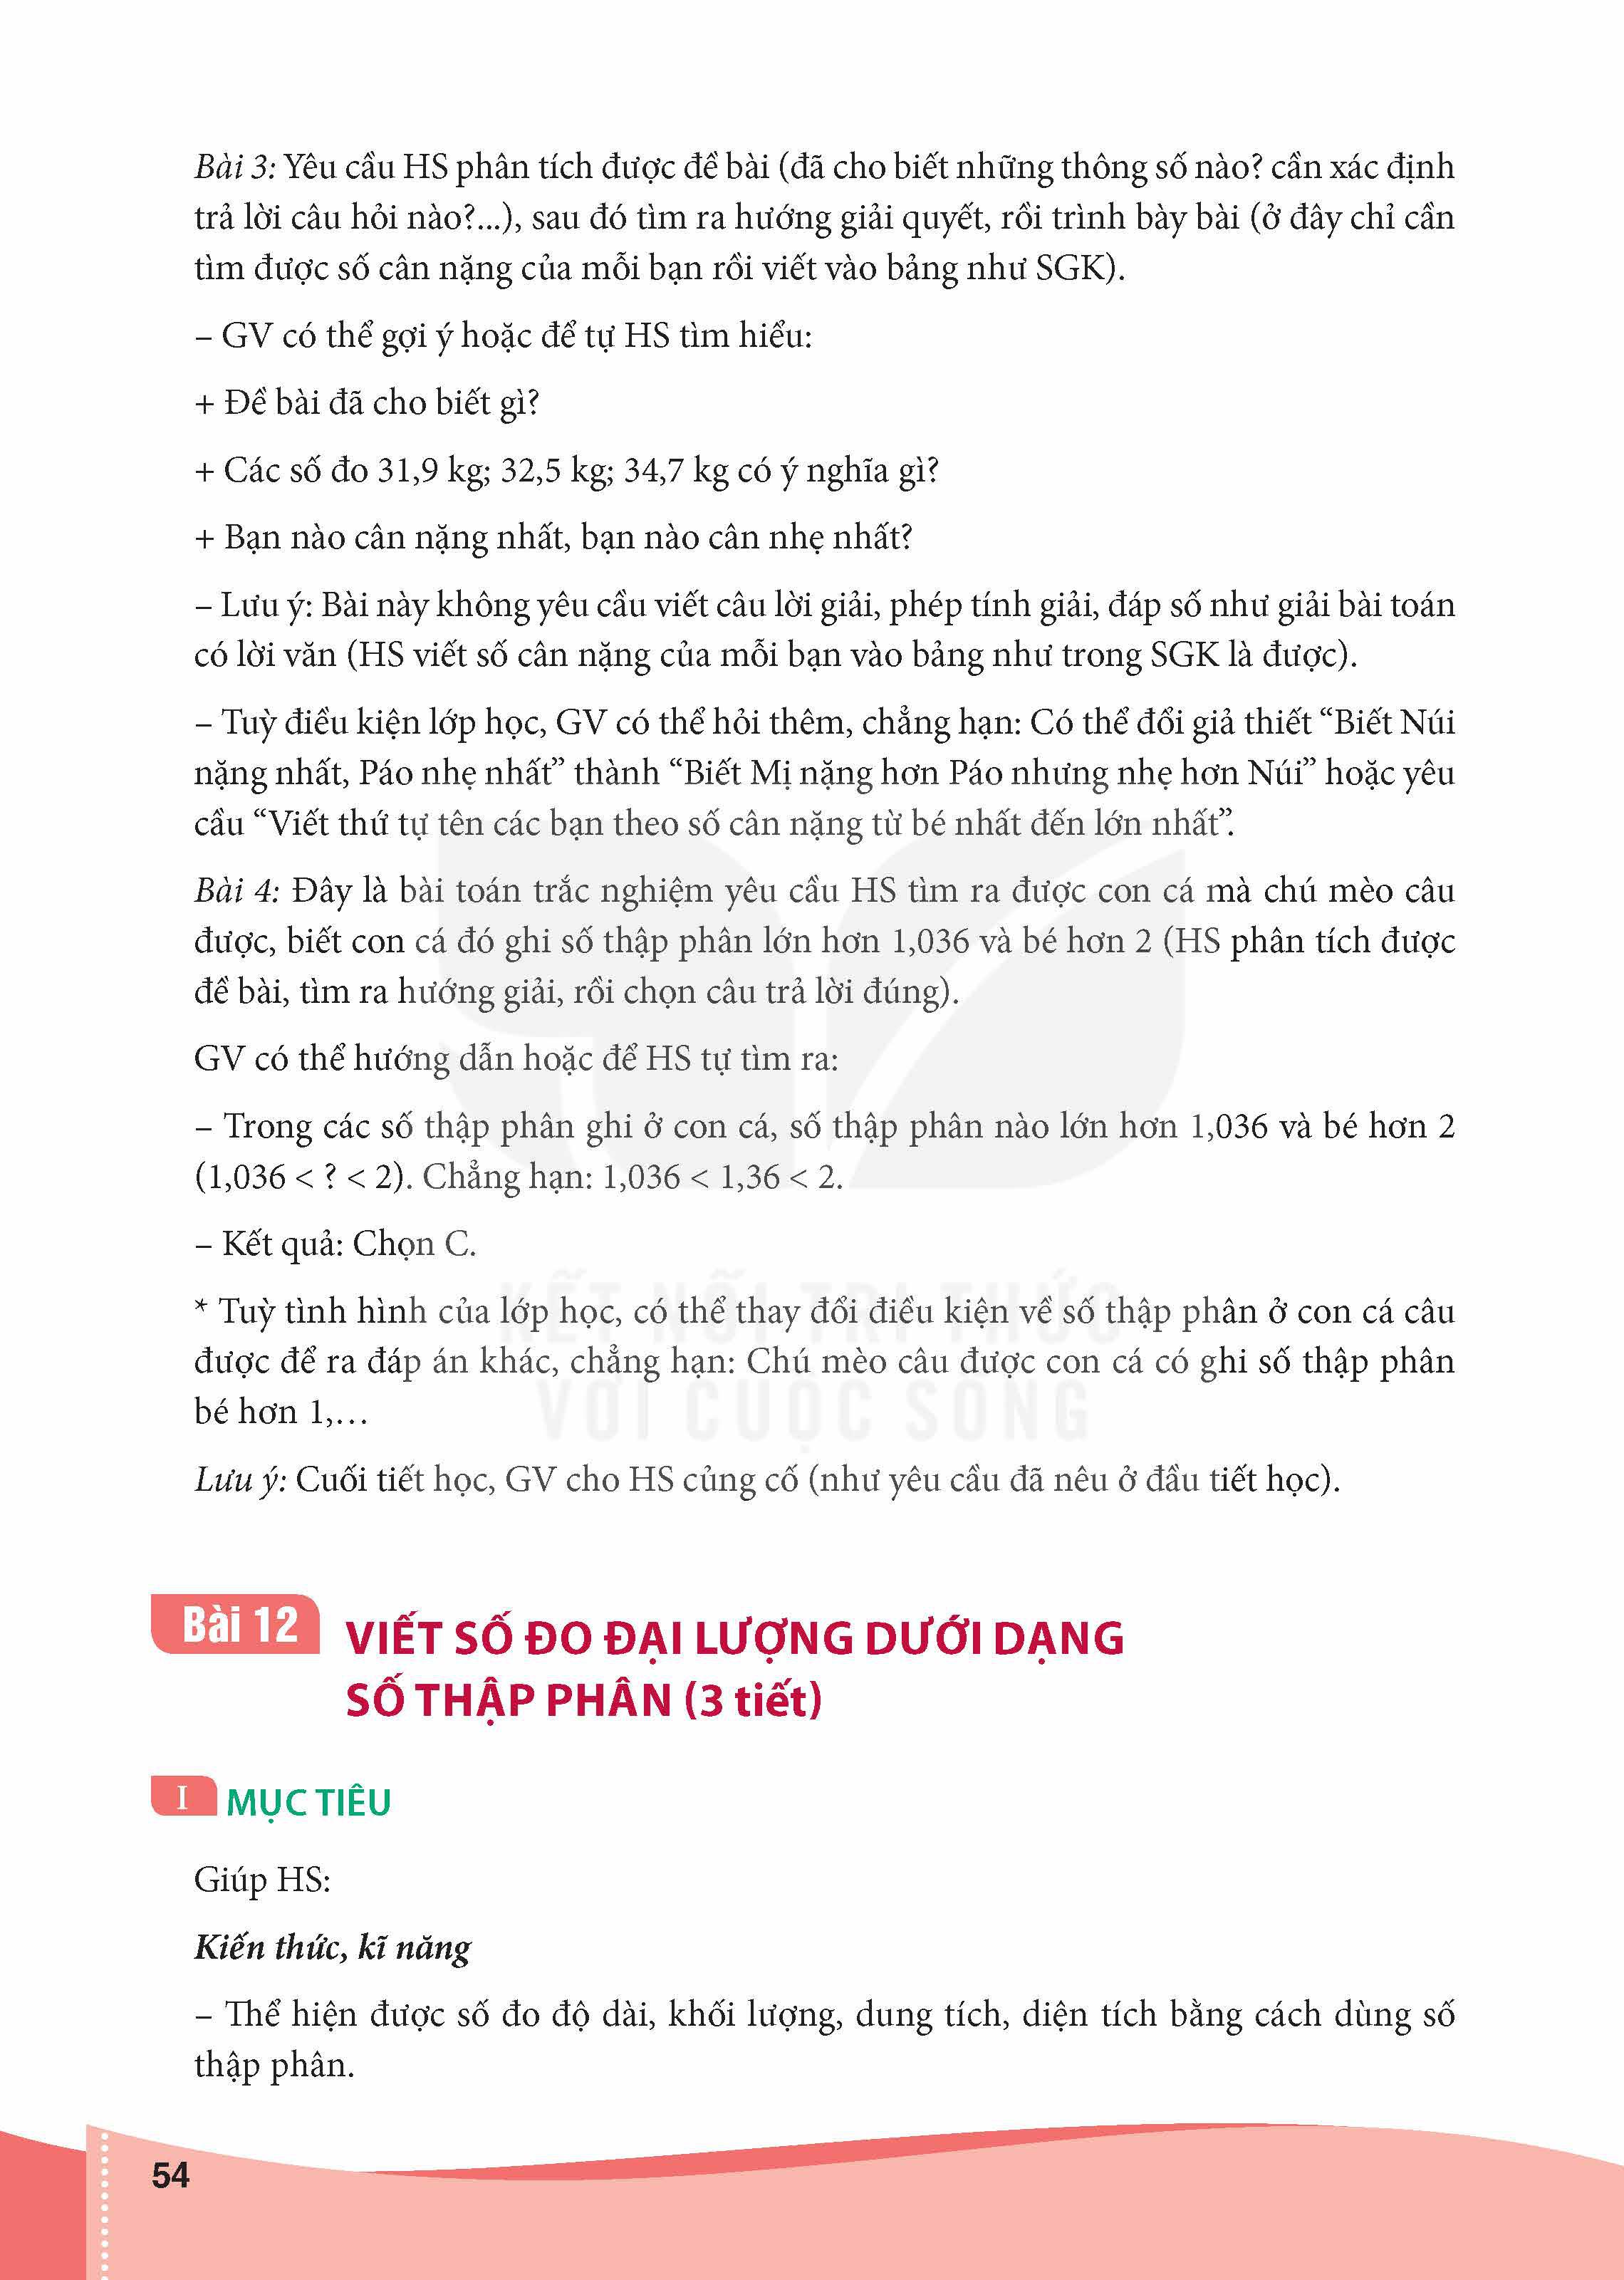 Bài 3: Yêu cầu HS phân tích được đề bài (đã cho biết những thông số nào? cần xác định
trả lời câu hỏi nào?...), sau đó tìm ra hướng giải quyết, rồi trình bày bài (ở đây chỉ cần
tìm được số cân nặng của mỗi bạn rồi viết vào bảng như SGK).
– GV có thể gợi ý hoặc để tự HS tìm hiểu:
+ Đề bài đã cho biết gì?
+ Các số đo 31,9 kg; 32,5 kg; 34,7 kg có ý nghĩa gì?
+ Bạn nào cân nặng nhất, bạn nào cân nhẹ nhất?
– Lưu ý: Bài này không yêu cầu viết câu lời giải, phép tính giải, đáp số như giải bài toán
có lời văn (HS viết số cân nặng của mỗi bạn vào bảng như trong SGK là được).
– Tuỳ điều kiện lớp học, GV có thể hỏi thêm, chẳng hạn: Có thể đổi giả thiết “Biết Núi
nặng nhất, Páo nhẹ nhất” thành “Biết Mị nặng hơn Páo nhưng nhẹ hơn Núi” hoặc yêu
cầu “Viết thứ tự tên các bạn theo số cân nặng từ bé nhất đến lớn nhất”.
Bài 4: Đây là bài toán trắc nghiệm yêu cầu HS tìm ra được con cá mà chú mèo câu
được, biết con cá đó ghi số thập phân lớn hơn 1,036 và bé hơn 2 (HS phân tích được
đề bài, tìm ra hướng giải, rồi chọn câu trả lời đúng).
GV có thể hướng dẫn hoặc để HS tự tìm ra:
– Trong các số thập phân ghi ở con cá, số thập phân nào lớn hơn 1,036 và bé hơn 2
(1,036 < ? < 2). Chẳng hạn: 1,036 < 1,36 < 2.
– Kết quả: Chọn C.
KẾT NỐI TRI THỨC
* Tuỳ tình hình của lớp học, có thể thay đổi điều kiện về số thập phân ở con cá câu
được để ra đáp án khác, chẳng hạn: Chú mèo câu được con cá có ghi số thập phân
VỚI CUỘC SỐNG
bé hơn 1,…
Lưu ý: Cuối tiết học, GV cho HS củng cố (như yêu cầu đã nêu ở đầu tiết học).
Bài 12
VIẾT SỐ ĐO ĐẠI LƯỢNG DƯỚI DẠNG
SỐ THẬP PHÂN (3 tiết)
I MỤC TIÊU
Giúp HS:
Kiến thức, kĩ năng
– Thể hiện được số đo độ dài, khối lượng, dung tích, diện tích bằng cách dùng số
thập phân.
54